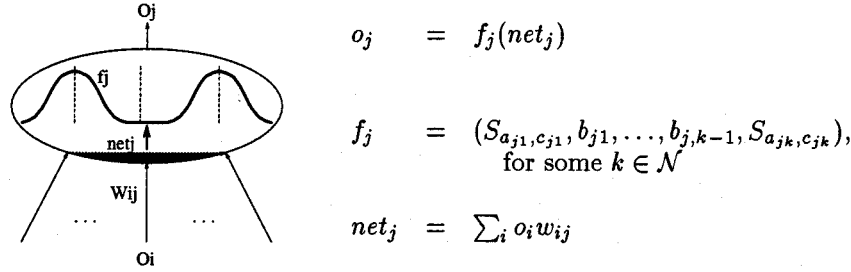 Oj
fj
netj
Wij
... ...
Oi
o_j = f_j(net_j)
f_j = (S_{a_{j1},c_{j1}}, b_{j1}, ..., b_{j,k-1}, S_{a_{jk},c_{jk}}),
for some k ∈ 𝒩
net_j = ∑_i o_i w_{ij}